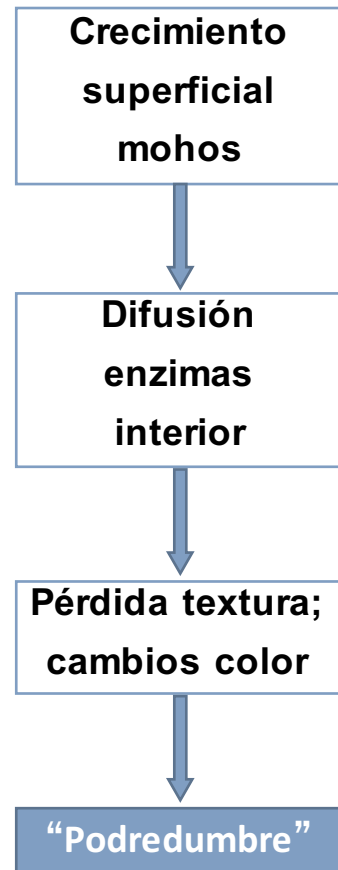 Crecimiento
superficial
mohos
Difusión
enzimas
interior
Pérdida textura;
cambios color
“Podredumbre”